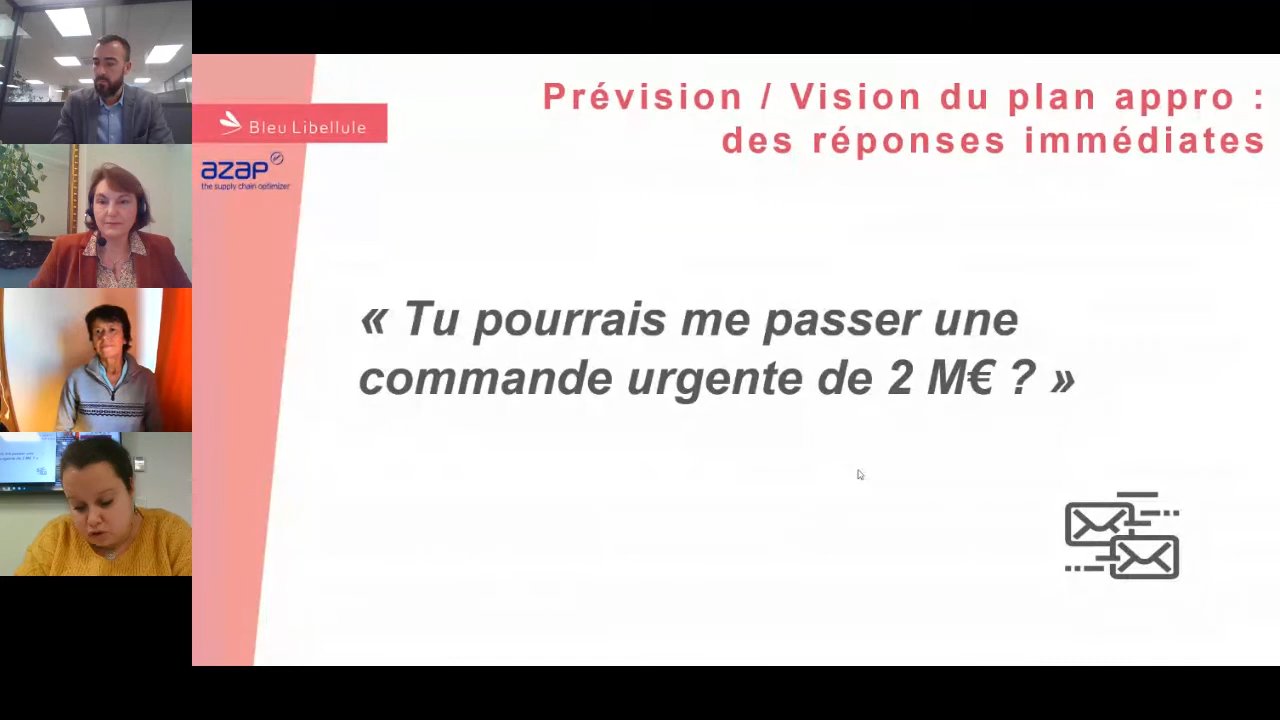 Prévision / Vision du plan appro :
des réponses immédiates
Bleu Libellule
azap
the supply chain optimizer
« Tu pourrais me passer une
commande urgente de 2 M€ ? »